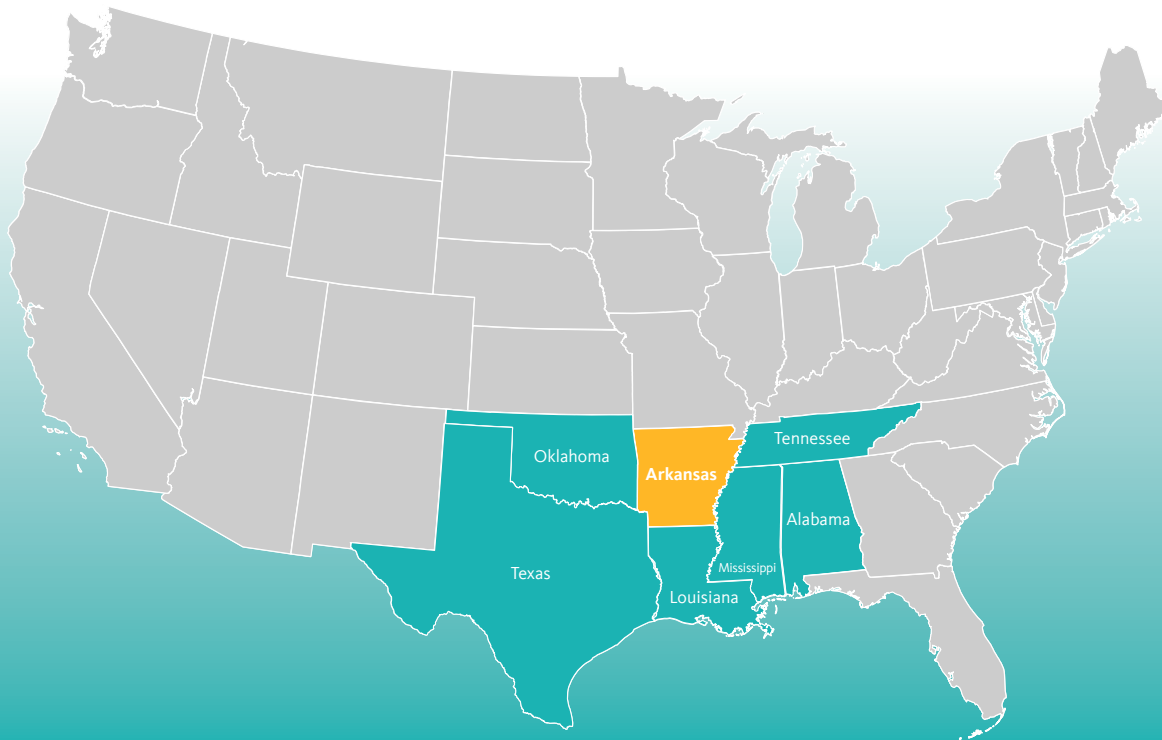 Tennessee
Oklahoma
Arkansas
Alabama
Mississippi
Texas
Louisiana